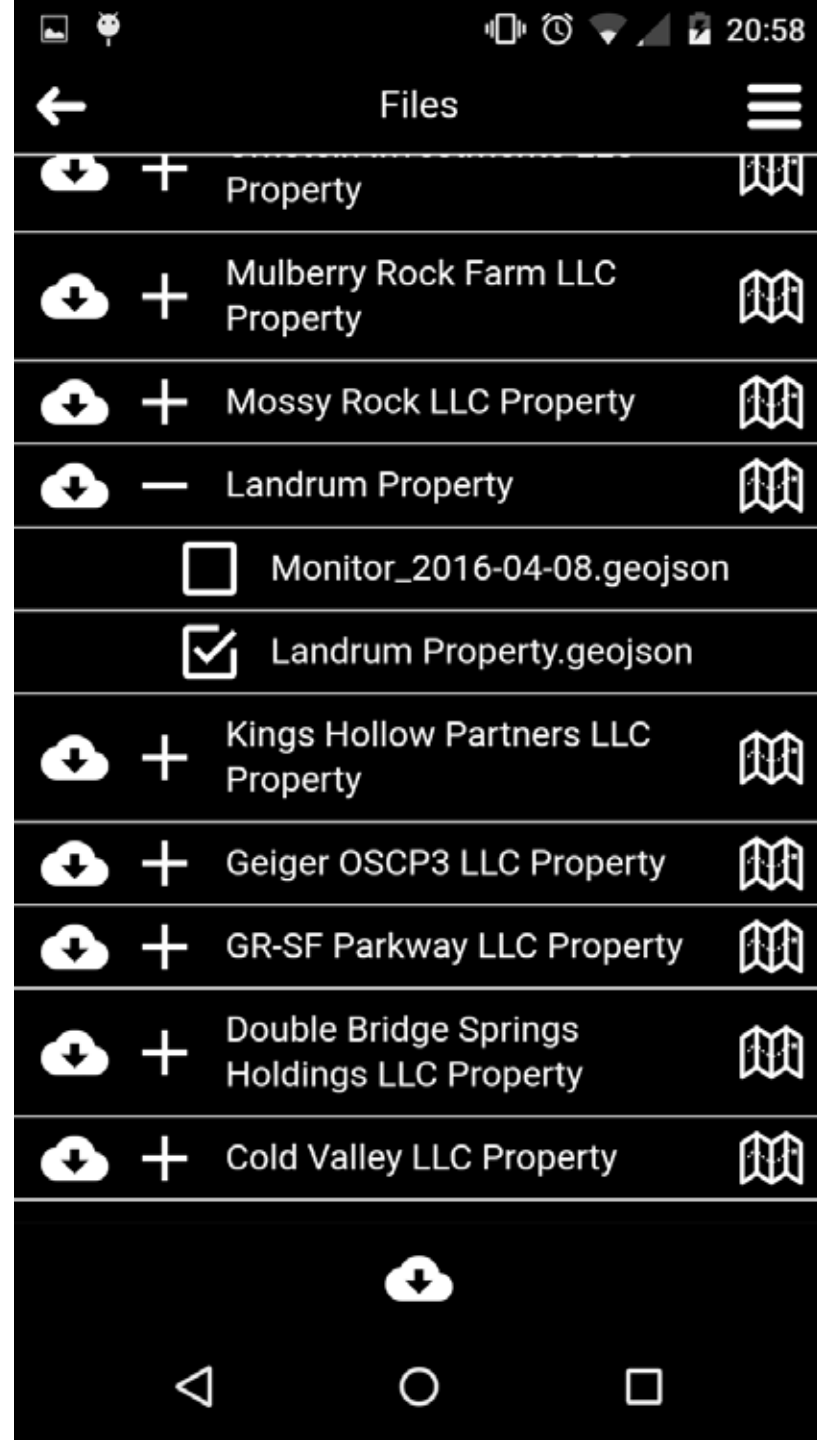 20:58
Files
Property
Mulberry Rock Farm LLC
Property
Mossy Rock LLC Property
Landrum Property
Monitor_2016-04-08.geojson
Landrum Property.geojson
Kings Hollow Partners LLC
Property
Geiger OSCP3 LLC Property
GR-SF Parkway LLC Property
Double Bridge Springs
Holdings LLC Property
Cold Valley LLC Property